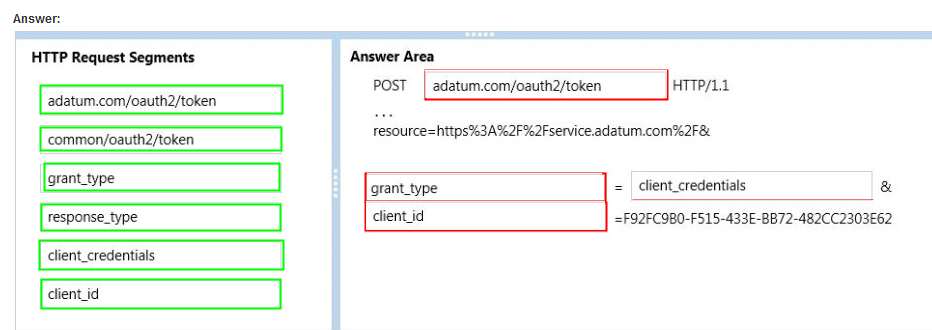 Answer:
HTTP Request Segments
adatum.com/oauth2/token
common/oauth2/token
grant_type
response_type
client_credentials
client_id
Answer Area
POST adatum.com/oauth2/token HTTP/1.1
...
resource=https%3A%2F%2Fservice.adatum.com%2F&
grant_type = client_credentials &
client_id =F92FC9B0-F515-433E-BB72-482CC2303E62